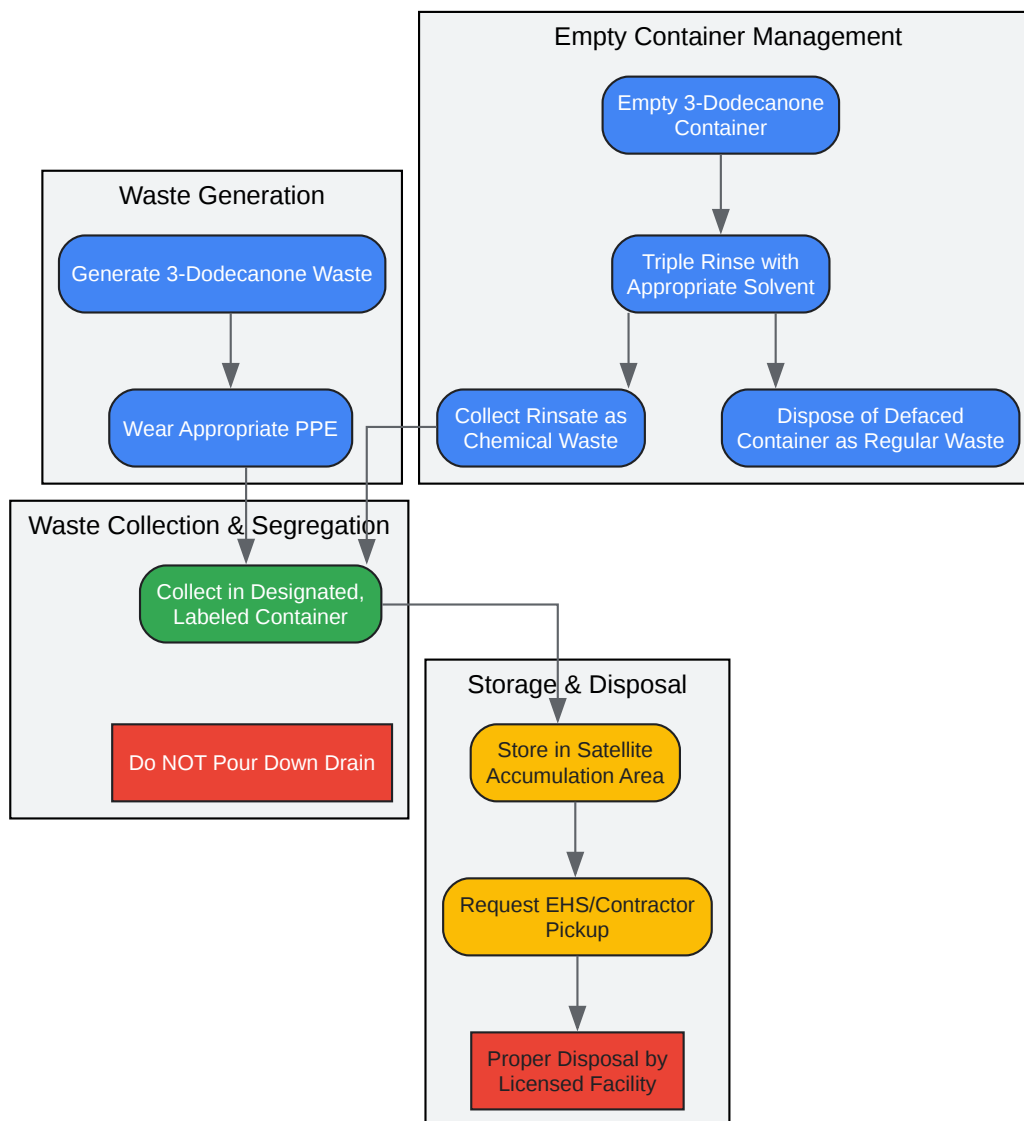 Empty Container Management
Empty 3-Dodecanone
Container
Waste Generation
Generate 3-Dodecanone Waste
Triple Rinse with
Appropriate Solvent
Wear Appropriate PPE
Collect Rinsate as
Chemical Waste
Dispose of Defaced
Container as Regular Waste
Waste Collection & Segregation
Collect in Designated,
Labeled Container
Do NOT Pour Down Drain
Storage & Disposal
Store in Satellite
Accumulation Area
Request EHS/Contractor
Pickup
Proper Disposal by
Licensed Facility